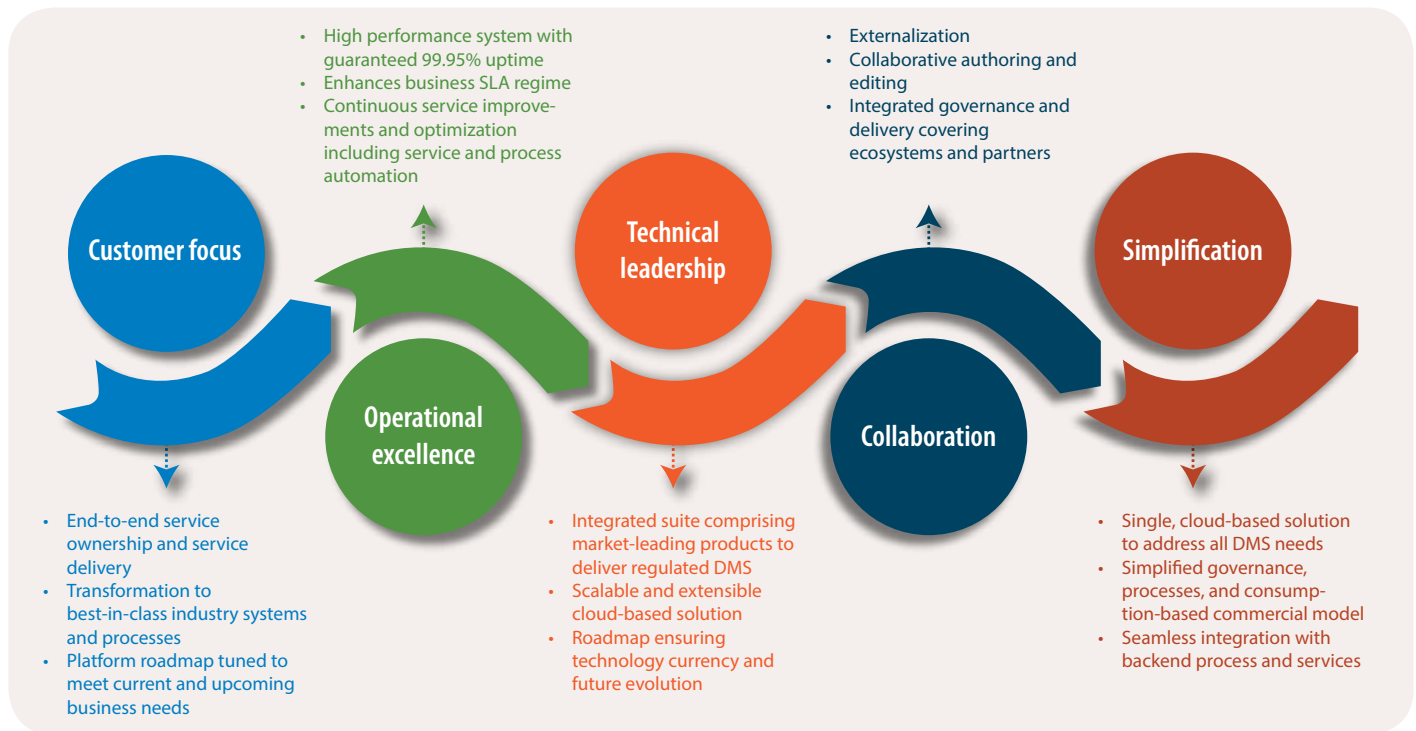 Customer focus
• End-to-end service
ownership and service
delivery
• Transformation to
best-in-class industry systems
and processes
• Platform roadmap tuned to
meet current and upcoming
business needs
• High performance system with
guaranteed 99.95% uptime
• Enhances business SLA regime
• Continuous service improve-
ments and optimization
including service and process
automation
Operational
excellence
Technical
leadership
• Integrated suite comprising
market-leading products to
deliver regulated DMS
• Scalable and extensible
cloud-based solution
• Roadmap ensuring
technology currency and
future evolution
• Externalization
• Collaborative authoring and
editing
• Integrated governance and
delivery covering
ecosystems and partners
Collaboration
Simplification
• Single, cloud-based solution
to address all DMS needs
• Simplified governance,
processes, and consump-
tion-based commercial model
• Seamless integration with
backend process and services